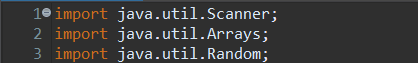 1 import java.util.Scanner;
2 import java.util.Arrays;
3 import java.util.Random;